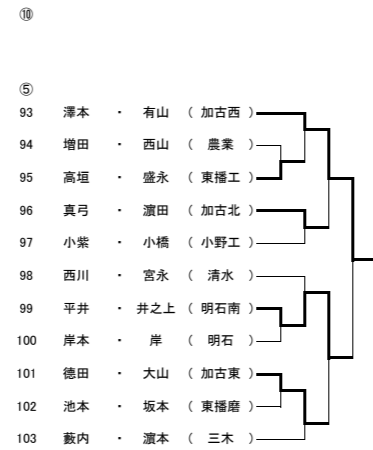 ⑩
⑤
93 澤本 ・ 有山 ( 加古西 )
94 増田 ・ 西山 ( 農業 )
95 高垣 ・ 盛永 ( 東播工 )
96 真弓 ・ 濵田 ( 加古北 )
97 小紫 ・ 小橋 ( 小野工 )
98 西川 ・ 宮永 ( 清水 )
99 平井 ・ 井之上 ( 明石南 )
100 岸本 ・ 岸 ( 明石 )
101 德田 ・ 大山 ( 加古東 )
102 池本 ・ 坂本 ( 東播磨 )
103 藪内 ・ 濵本 ( 三木 )